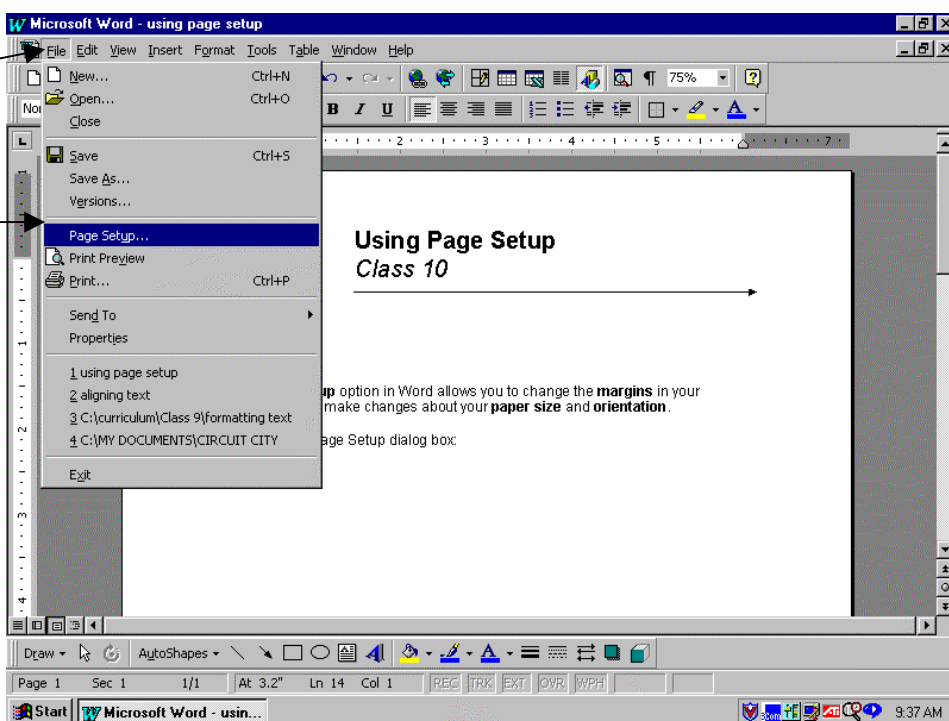 Microsoft Word - using page setup
File Edit View Insert Format Tools Table Window Help
New... Ctrl+N
Open... Ctrl+O
Close
Save Ctrl+S
Save As...
Versions...
Page Setup...
Print Preview
Print... Ctrl+P
Send To
Properties
1 using page setup
2 aligning text
3 C:\curriculum\Class 9\formatting text
4 C:\MY DOCUMENTS\CIRCUIT CITY
Exit
75%
B I U
2 3 4 5 7
Using Page Setup
Class 10
option in Word allows you to change the margins in your
make changes about your paper size and orientation.
Setup dialog box:
Draw AutoShapes
Page 1 Sec 1 1/1 At 3.2" Ln 14 Col 1 REC TRK EXT OVR WPH
Start Microsoft Word - usin... 9:37 AM